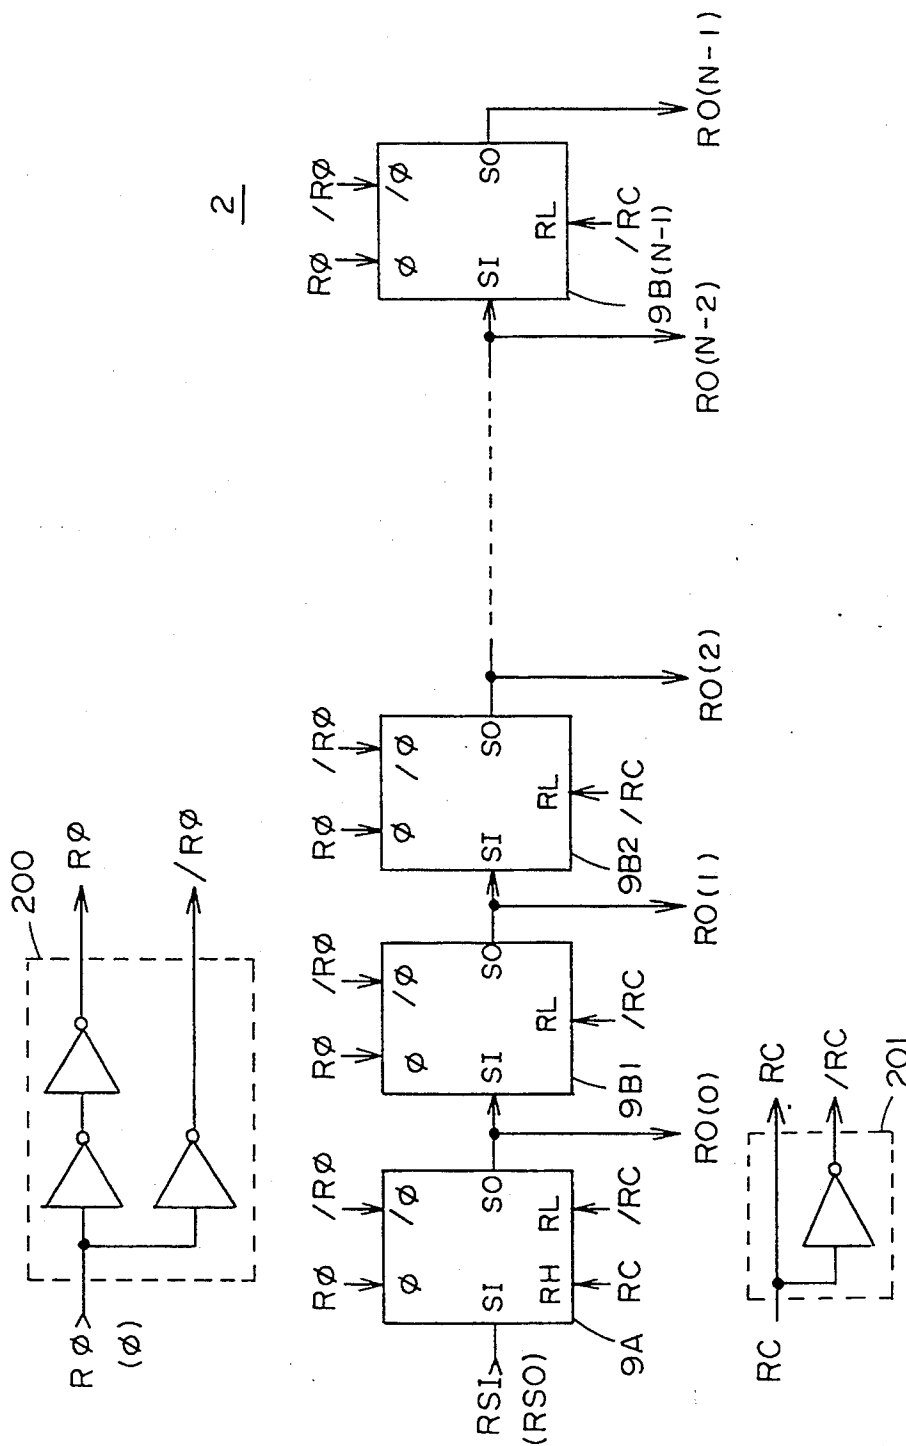 200
RØ
RØ
(Ø)
/RØ
2
RØ /RØ
RØ /RØ
RØ /RØ
RØ /RØ
Ø /Ø
Ø /Ø
Ø /Ø
Ø /Ø
SI SO
SI SO
SI SO
SI SO
RSI
(RSO)
RH RL
RL
RL
RL
RC /RC
/RC
/RC
/RC
9A
9B1
9B2
9B(N-1)
RO(0)
RO(1)
RO(2)
RO(N-2)
RO(N-1)
RC
RC
/RC
201